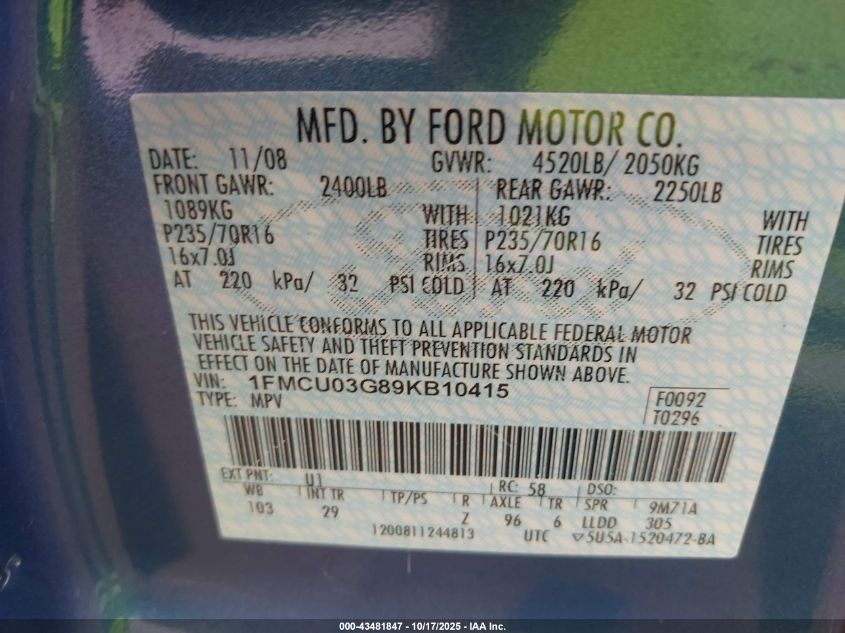 MFD. BY FORD MOTOR CO.
DATE: 11/08 GVWR: 4520LB/ 2050KG
FRONT GAWR: 2400LB REAR GAWR: 2250LB
1089KG WITH 1021KG WITH
P235/70R16 TIRES P235/70R16 TIRES
16x7.0J RIMS 16x7.0J RIMS
AT 220 kPa/ 32 PSI COLD AT 220 kPa/ 32 PSI COLD
THIS VEHICLE CONFORMS TO ALL APPLICABLE FEDERAL MOTOR
VEHICLE SAFETY AND THEFT PREVENTION STANDARDS IN
EFFECT ON THE DATE OF MANUFACTURE SHOWN ABOVE.
VIN: 1FMCU03G89KB10415 F0092
TYPE: MPV T0296
EXT PNT: U1 RC: 58 DSO:
WB INT TR TP/PS R AXLE TR SPR 9M71A
103 29 Z 96 6 LLDD 305
1200811244813 UTC ▽5U5A-1520472-BA
000-43481847 - 10/17/2025 - IAA Inc.